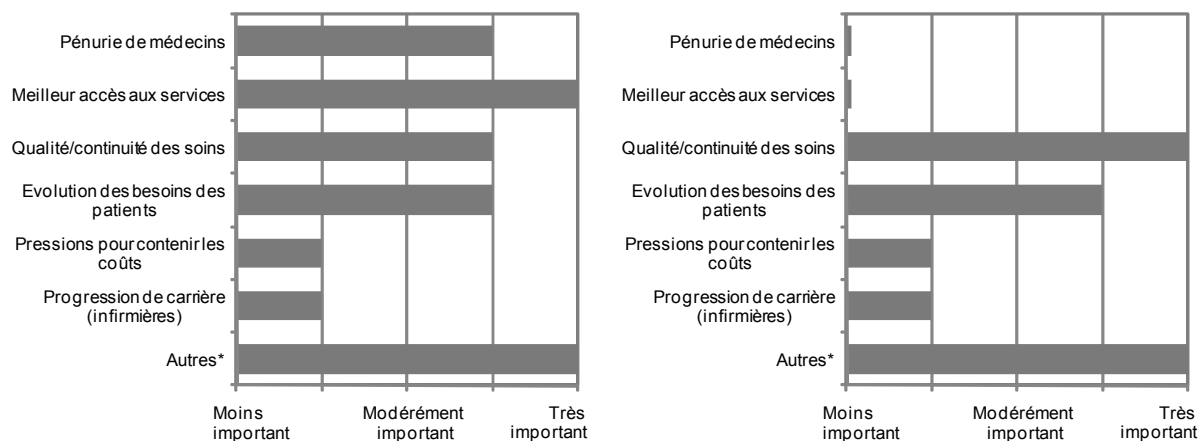 Pénurie de médecins
Meilleur accès aux services
Qualité/continuité des soins
Evolution des besoins des
patients
Pressions pour contenir les
coûts
Progression de carrière
(infirmières)
Autres*
Moins
important
Modérément
important
Très
important
Pénurie de médecins
Meilleur accès aux services
Qualité/continuité des soins
Evolution des besoins des
patients
Pressions pour contenir les
coûts
Progression de carrière
(infirmières)
Autres*
Moins
important
Modérément
important
Très
important